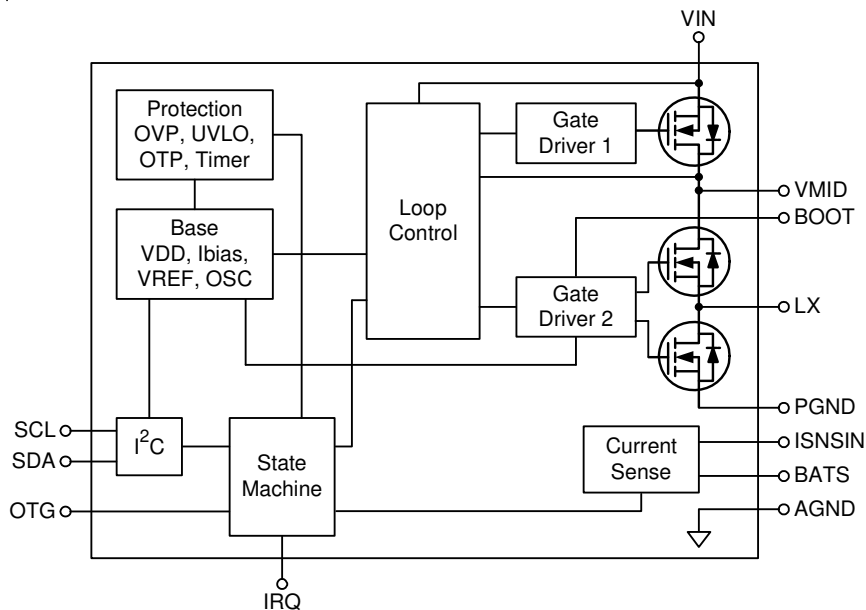 VIN
Protection
OVP, UVLO,
OTP, Timer
Gate
Driver 1
Loop
Control
VMID
BOOT
Base
VDD, Ibias,
VREF, OSC
Gate
Driver 2
LX
PGND
SCL
SDA
I²C
State
Machine
Current
Sense
ISNSIN
BATS
OTG
AGND
IRQ